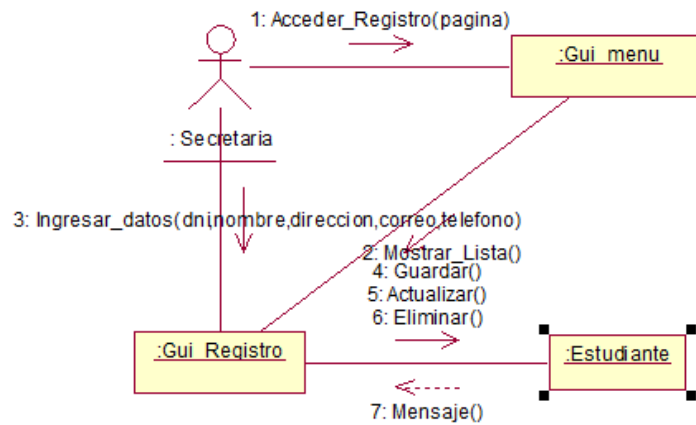 1: Acceder_Registro(pagina)
:Gui_menu
: Secretaria
3: Ingresar_datos(dni,nombre,direccion,correo,telefono)
2: Mostrar_Lista()
4: Guardar()
5: Actualizar()
6: Eliminar()
:Gui_Registro
:Estudiante
7: Mensaje()